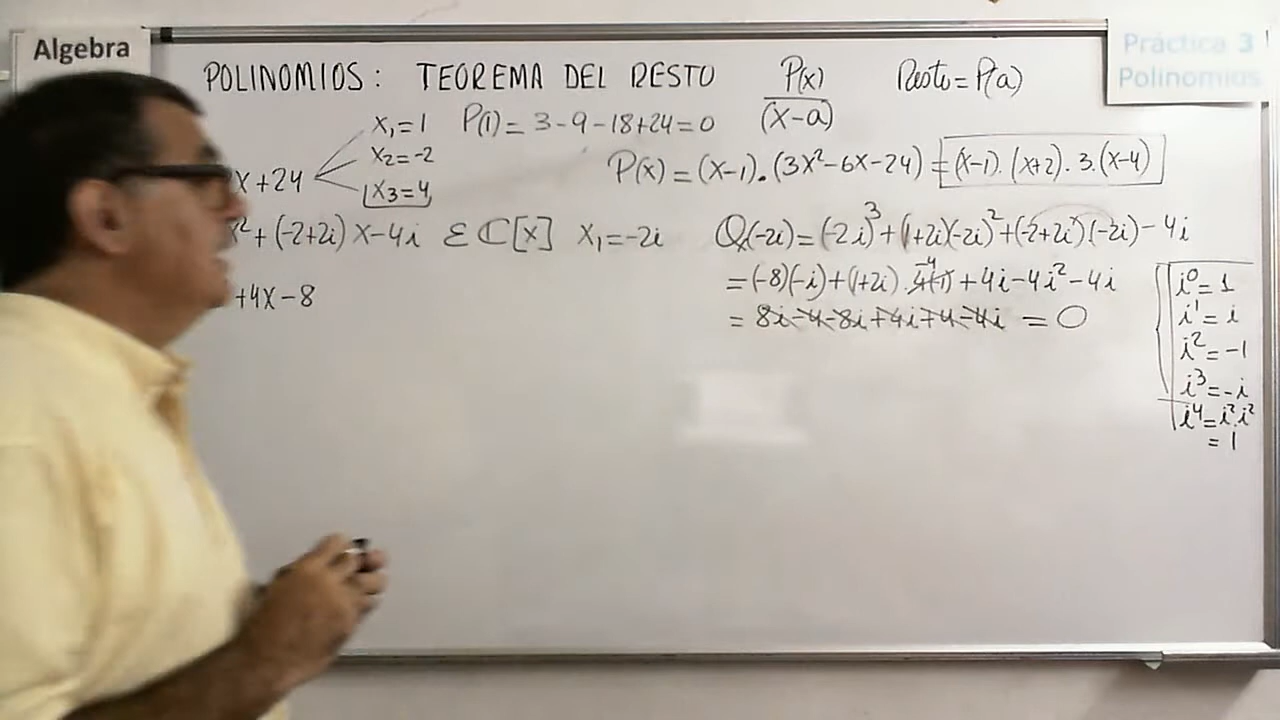 Algebra
Práctica 3
Polinomios
POLINOMIOS: TEOREMA DEL RESTO P(x)/(x-a) Resto = P(a)
x₁=1 P(1) = 3-9-18+24=0
x₂=-2
x+24 x₃=4
P(x) = (x-1).(3x²-6x-24) = (x-1).(x+2).3.(x-4)
x²+(-2+2i)x-4i ∈ ℂ[x] x₁=-2i Q(-2i)=(-2i)³+(1+2i)(-2i)²+(-2+2i)(-2i)-4i
=(-8)(-i)+(1+2i).4(-1)+4i-4i²-4i
-4
+4x-8
= 8i-4-8i+4i+4-4i = 0
i⁰=1
i¹=i
i²=-1
i³=-i
i⁴=i².i²
=1